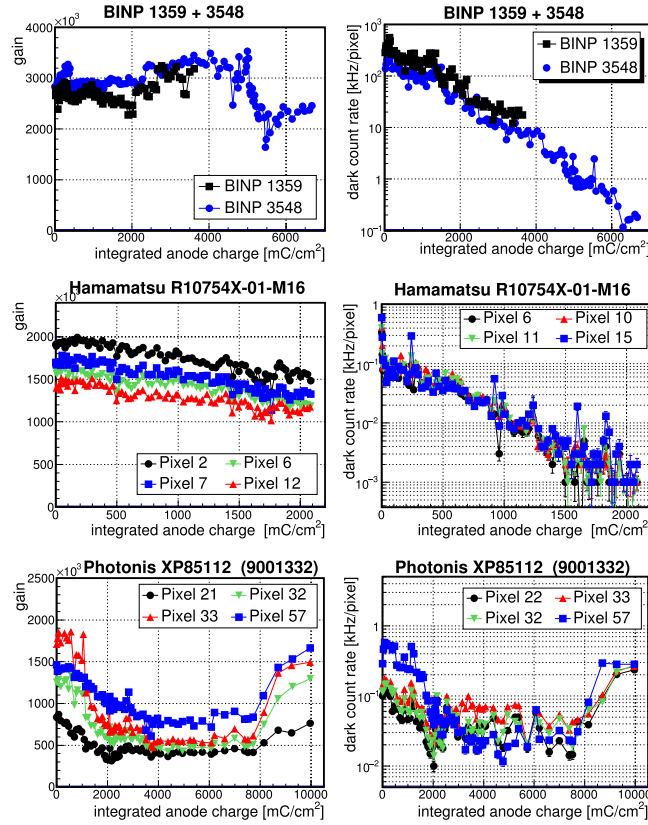 BINP 1359 + 3548
×10³
gain
4000
3000
2000
1000
0
BINP 1359
BINP 3548
0 2000 4000 6000
integrated anode charge [mC/cm²]
BINP 1359 + 3548
dark count rate [kHz/pixel]
10³
10²
10
1
10⁻¹
BINP 1359
BINP 3548
2000 4000 6000
integrated anode charge [mC/cm²]
Hamamatsu R10754X-01-M16
×10³
gain
2000
1500
1000
500
0
Pixel 2 Pixel 6
Pixel 7 Pixel 12
0 500 1000 1500 2000
integrated anode charge [mC/cm²]
Hamamatsu R10754X-01-M16
dark count rate [kHz/pixel]
1
10⁻¹
10⁻²
10⁻³
Pixel 6 Pixel 10
Pixel 11 Pixel 15
0 500 1000 1500 2000
integrated anode charge [mC/cm²]
Photonis XP85112 (9001332)
×10³
gain
2500
2000
1500
1000
500
0
Pixel 21 Pixel 32
Pixel 33 Pixel 57
0 2000 4000 6000 8000 10000
integrated anode charge [mC/cm²]
Photonis XP85112 (9001332)
dark count rate [kHz/pixel]
1
10⁻¹
10⁻²
Pixel 22 Pixel 33
Pixel 32 Pixel 57
0 2000 4000 6000 8000 10000
integrated anode charge [mC/cm²]